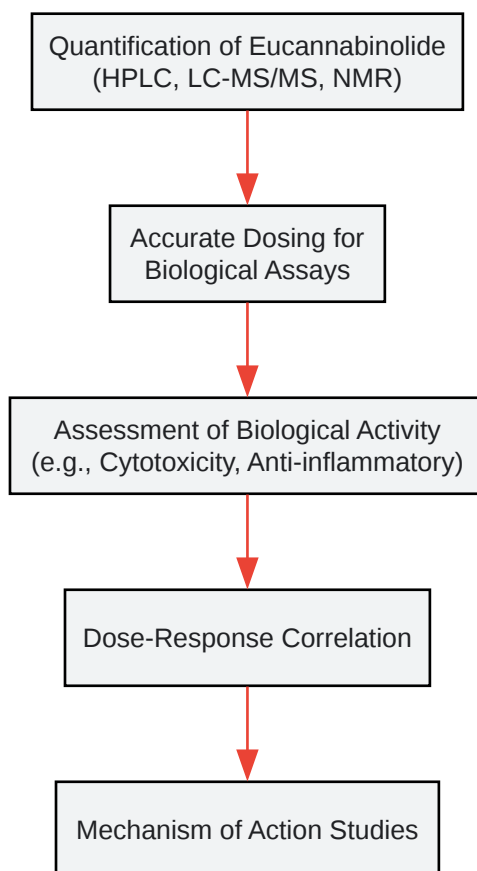 Quantification of Eucannabinolide
(HPLC, LC-MS/MS, NMR)
Accurate Dosing for
Biological Assays
Assessment of Biological Activity
(e.g., Cytotoxicity, Anti-inflammatory)
Dose-Response Correlation
Mechanism of Action Studies